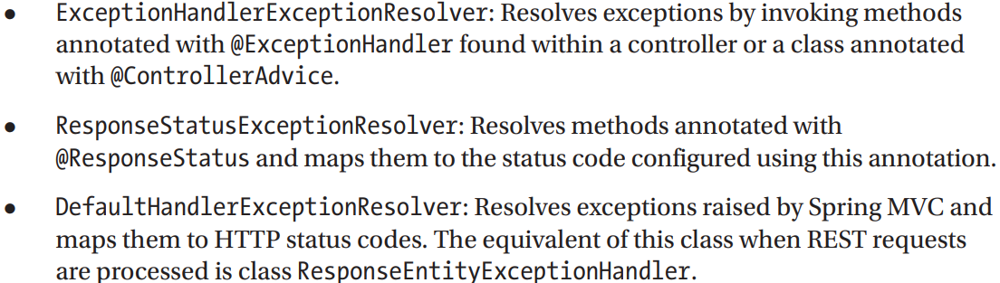 • ExceptionHandlerExceptionResolver: Resolves exceptions by invoking methods
annotated with @ExceptionHandler found within a controller or a class annotated
with @ControllerAdvice.
• ResponseStatusExceptionResolver: Resolves methods annotated with
@ResponseStatus and maps them to the status code configured using this annotation.
• DefaultHandlerExceptionResolver: Resolves exceptions raised by Spring MVC and
maps them to HTTP status codes. The equivalent of this class when REST requests
are processed is class ResponseEntityExceptionHandler.